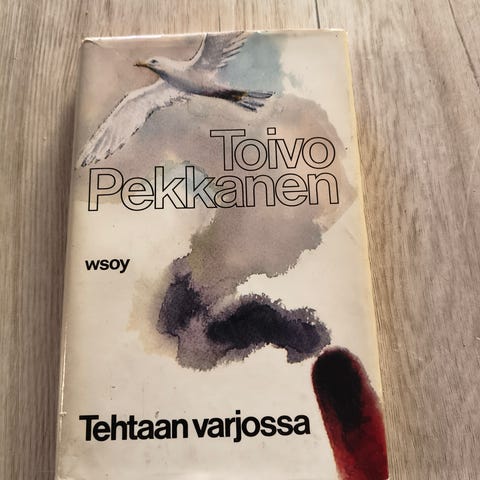 Toivo
Pekkanen
wsoy
Tehtaan varjossa